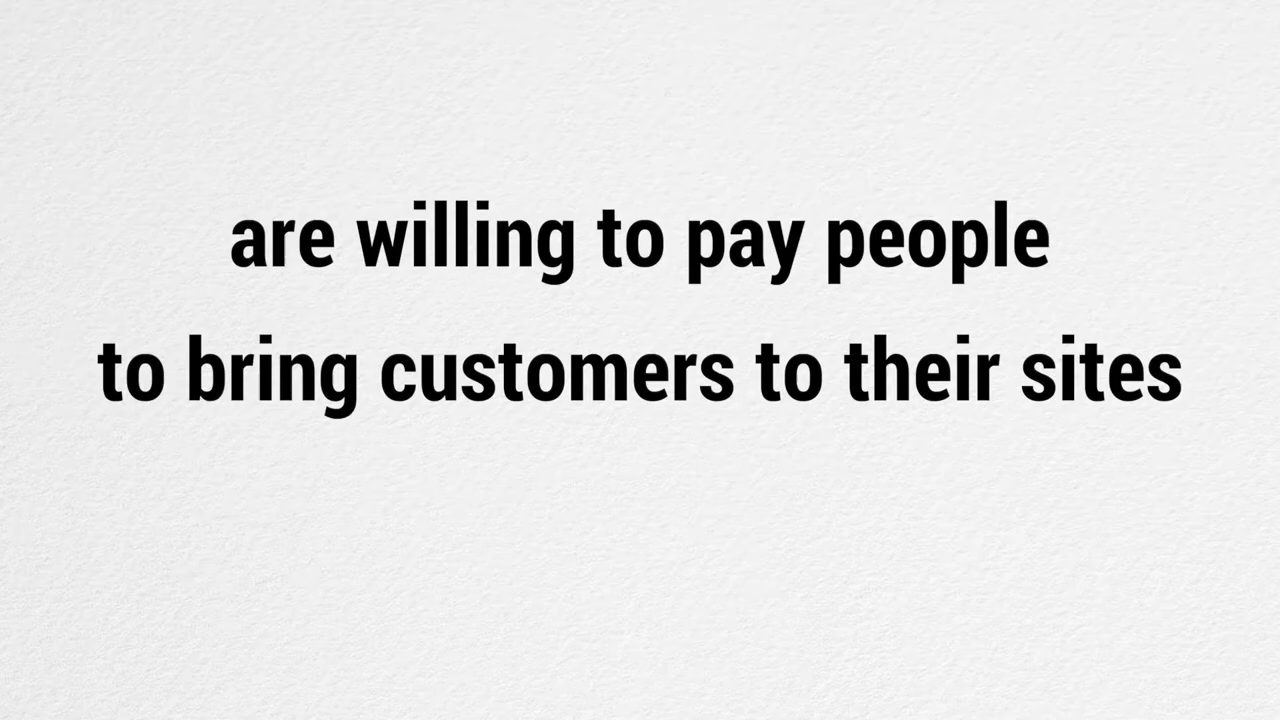 are willing to pay people
to bring customers to their sites